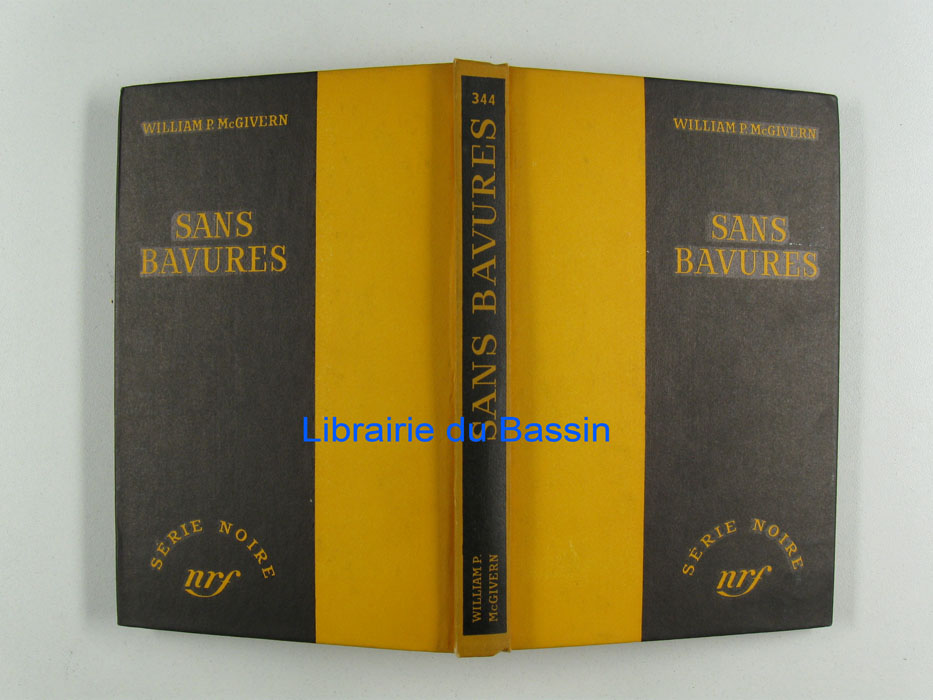 WILLIAM P. McGIVERN
SANS
BAVURES
SÉRIE NOIRE
nrf
344
SANS BAVURES
WILLIAM P.
McGIVERN
WILLIAM P. McGIVERN
SANS
BAVURES
SÉRIE NOIRE
nrf
Librairie du Bassin